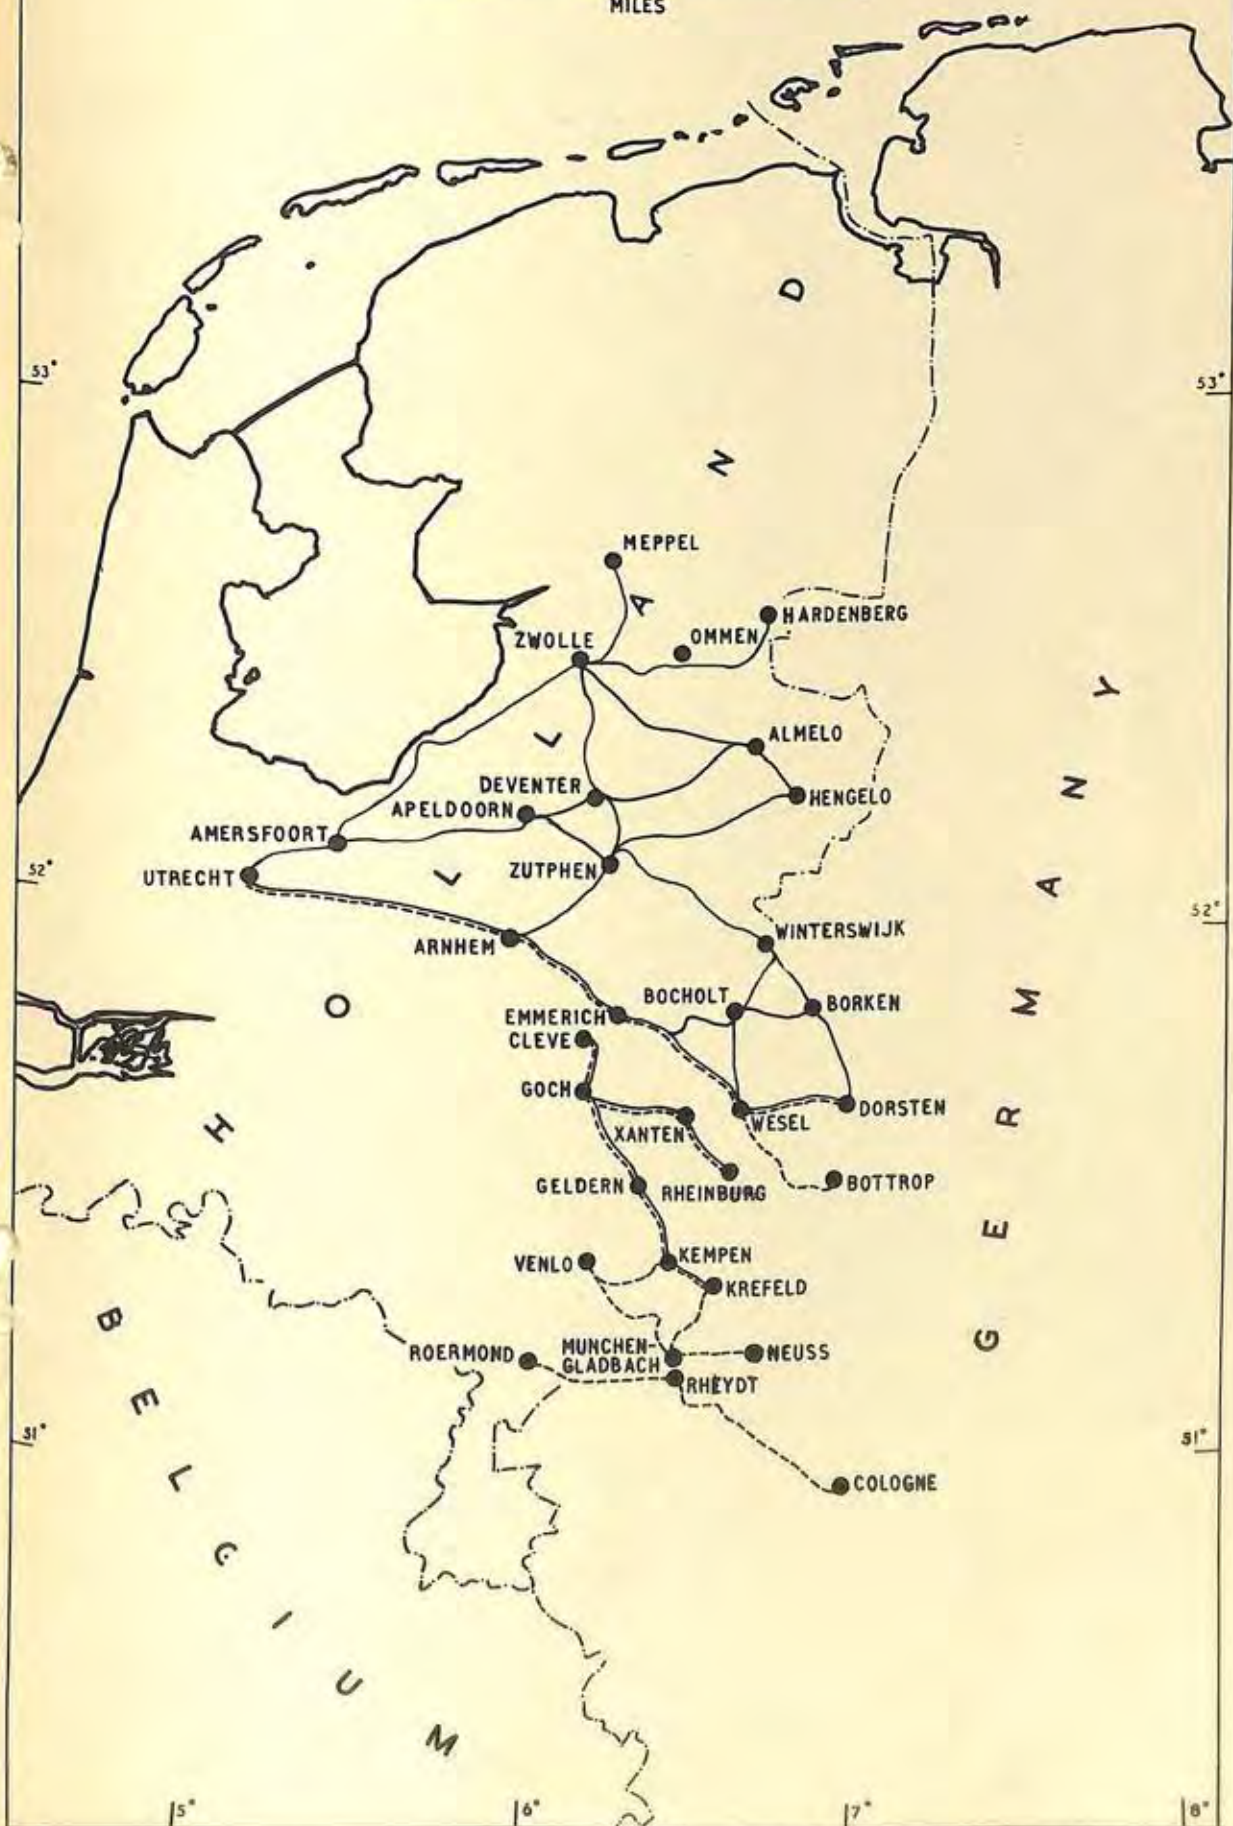 MILES
53°
53°
MEPPEL
HARDENBERG
OMMEN
ZWOLLE
ALMELO
DEVENTER
HENGELO
APELDOORN
AMERSFOORT
UTRECHT
52°
ZUTPHEN
52°
WINTERSWIJK
ARNHEM
BOCHOLT
BORKEN
EMMERICH
CLEVE
GOCH
DORSTEN
WESEL
XANTEN
GELDERN
RHEINBURG
BOTTROP
VENLO
KEMPEN
KREFELD
ROERMOND
MUNCHEN-
GLADBACH
NEUSS
RHEYDT
51°
51°
COLOGNE
HOLLAND
GERMANY
BELGIUM
5°
6°
7°
8°